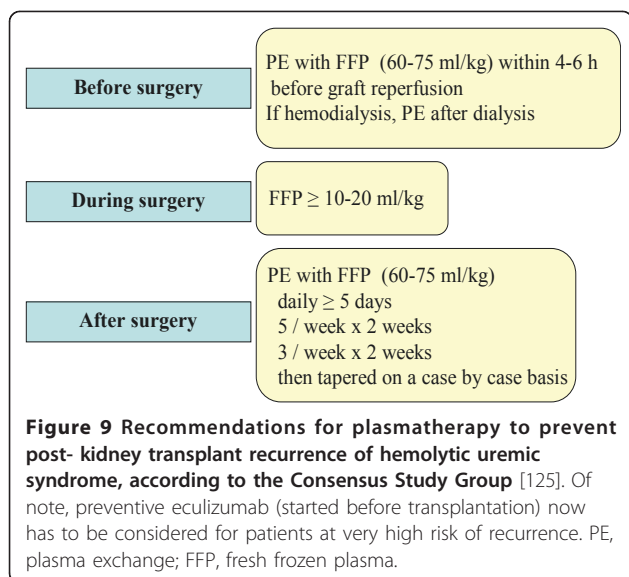 Before surgery
PE with FFP (60-75 ml/kg) within 4-6 h
before graft reperfusion
If hemodialysis, PE after dialysis
During surgery
FFP ≥ 10-20 ml/kg
After surgery
PE with FFP (60-75 ml/kg)
daily ≥ 5 days
5 / week x 2 weeks
3 / week x 2 weeks
then tapered on a case by case basis
Figure 9 Recommendations for plasmatherapy to prevent
post- kidney transplant recurrence of hemolytic uremic
syndrome, according to the Consensus Study Group [125]. Of
note, preventive eculizumab (started before transplantation) now
has to be considered for patients at very high risk of recurrence. PE,
plasma exchange; FFP, fresh frozen plasma.